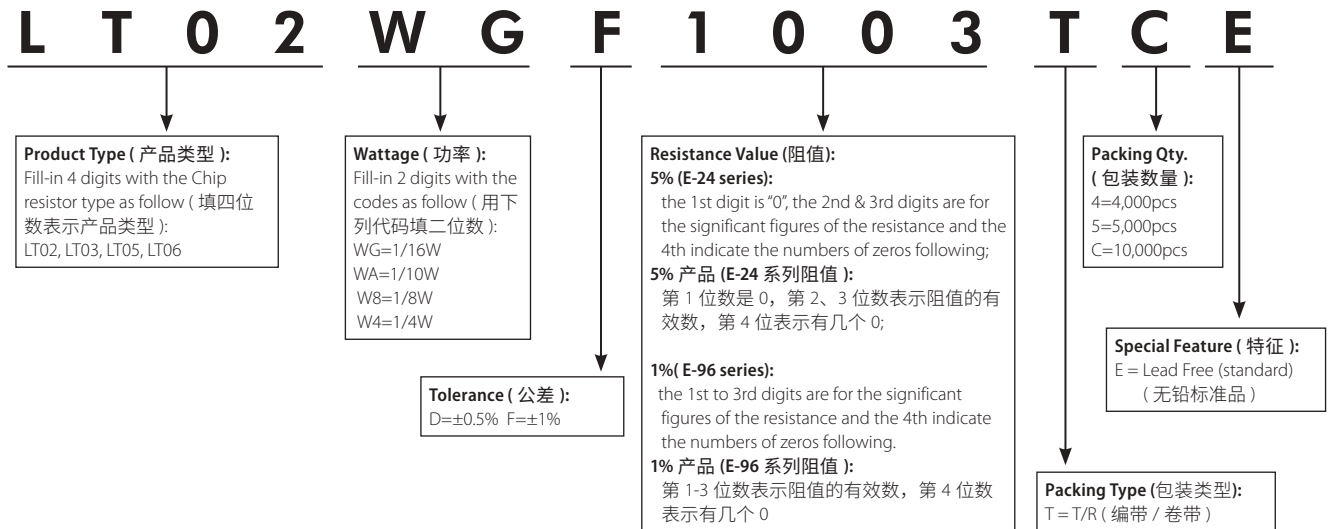 L T 0 2 W G F 1 0 0 3 T C E
Product Type ( 产品类型 ):
Fill-in 4 digits with the Chip
resistor type as follow ( 填四位
数表示产品类型 ):
LT02, LT03, LT05, LT06
Wattage ( 功率 ):
Fill-in 2 digits with the
codes as follow ( 用下
列代码填二位数 ):
WG=1/16W
WA=1/10W
W8=1/8W
W4=1/4W
Tolerance ( 公差 ):
D=±0.5% F=±1%
Resistance Value (阻值):
5% (E-24 series):
the 1st digit is “0”, the 2nd & 3rd digits are for
the significant figures of the resistance and the
4th indicate the numbers of zeros following;
5% 产品 (E-24 系列阻值 ):
第 1 位数是 0，第 2、3 位数表示阻值的有
效数，第 4 位表示有几个 0;
1%( E-96 series):
the 1st to 3rd digits are for the significant
figures of the resistance and the 4th indicate
the numbers of zeros following.
1% 产品 (E-96 系列阻值 ):
第 1-3 位数表示阻值的有效数，第 4 位数
表示有几个 0
Packing Qty.
( 包装数量 ):
4=4,000pcs
5=5,000pcs
C=10,000pcs
Special Feature ( 特征 ):
E = Lead Free (standard)
( 无铅标准品 )
Packing Type (包装类型):
T = T/R ( 编带 / 卷带 )